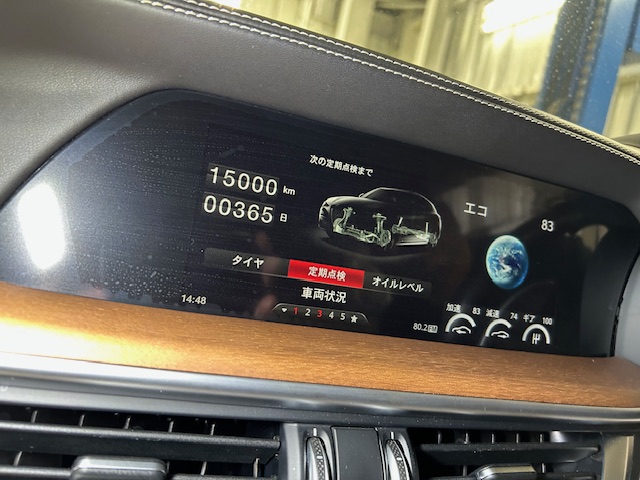 次の定期点検まで
15000 km
00365 日
タイヤ 定期点検 オイルレベル
車両状況
14:48
1 2 3 4 5
エコ 83
加速 83 減速 74 ギア 100
80.2